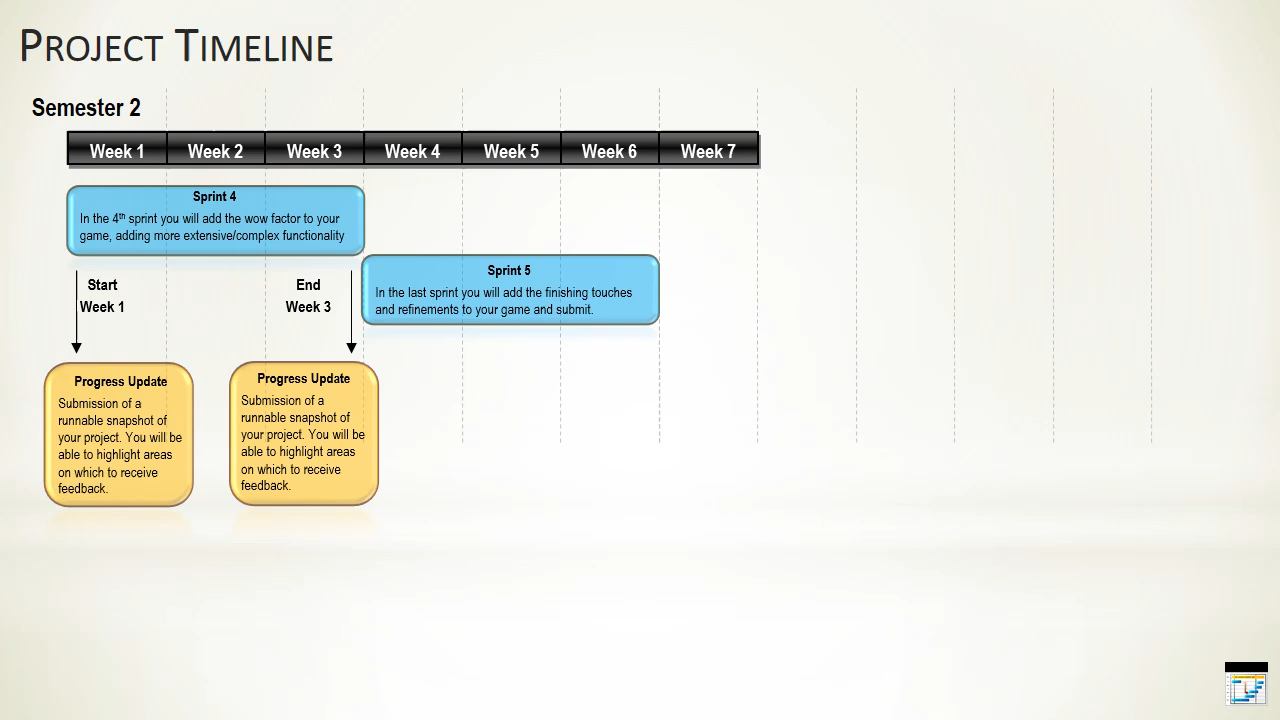 PROJECT TIMELINE
Semester 2
Week 1 Week 2 Week 3 Week 4 Week 5 Week 6 Week 7
Sprint 4
In the 4th sprint you will add the wow factor to your
game, adding more extensive/complex functionality
Sprint 5
In the last sprint you will add the finishing touches
and refinements to your game and submit.
Start
Week 1
End
Week 3
Progress Update
Submission of a
runnable snapshot of
your project. You will be
able to highlight areas
on which to receive
feedback.
Progress Update
Submission of a
runnable snapshot of
your project. You will be
able to highlight areas
on which to receive
feedback.